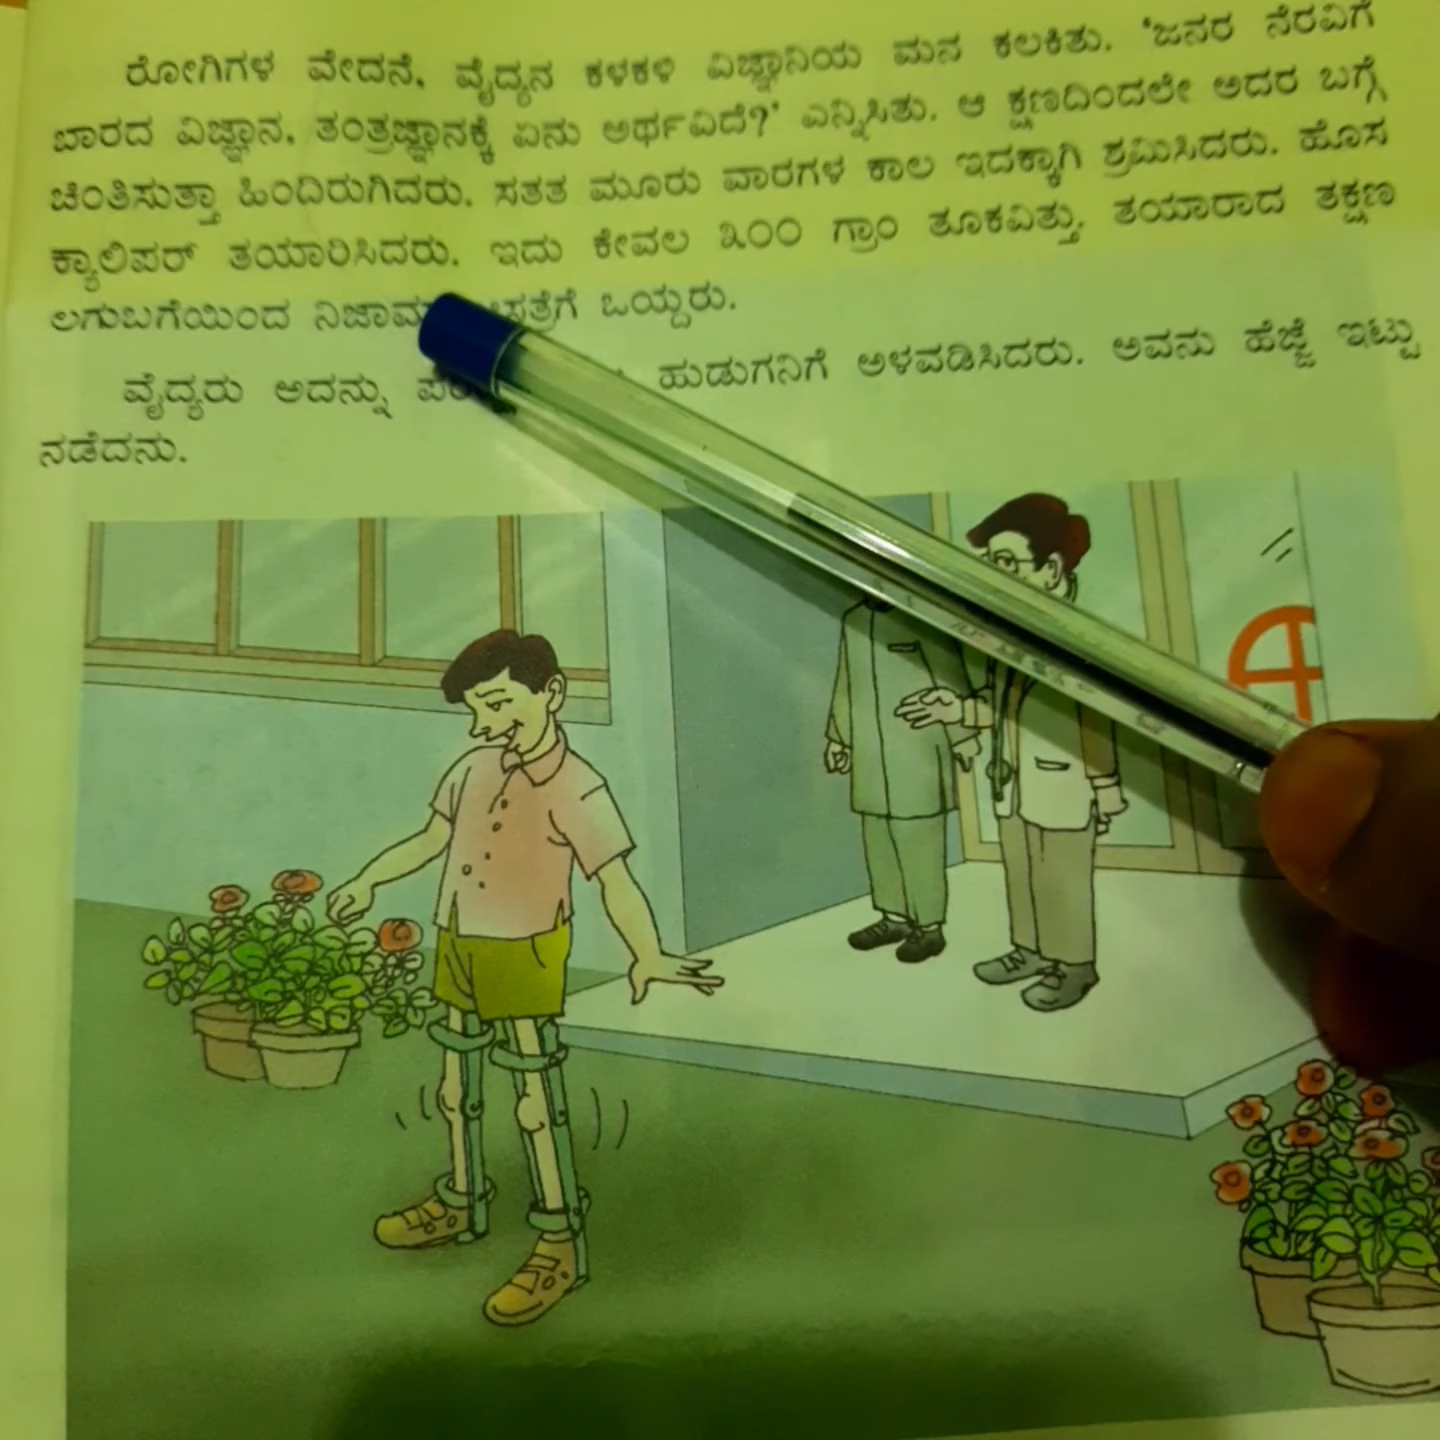 ರೋಗಿಗಳ ವೇದನೆ, ವೈದ್ಯನ ಕಳಕಳಿ ವಿಜ್ಞಾನಿಯ ಮನ ಕಲಕಿತು. 'ಜನರ ನೆರವಿಗೆ
ಬಾರದ ವಿಜ್ಞಾನ, ತಂತ್ರಜ್ಞಾನಕ್ಕೆ ಏನು ಅರ್ಥವಿದೆ?' ಎನ್ನಿಸಿತು. ಆ ಕ್ಷಣದಿಂದಲೇ ಅದರ ಬಗ್ಗೆ
ಚಿಂತಿಸುತ್ತಾ ಹಿಂದಿರುಗಿದರು. ಸತತ ಮೂರು ವಾರಗಳ ಕಾಲ ಇದಕ್ಕಾಗಿ ಶ್ರಮಿಸಿದರು. ಹೊಸ
ಕ್ಯಾಲಿಪರ್ ತಯಾರಿಸಿದರು. ಇದು ಕೇವಲ ೩೦೦ ಗ್ರಾಂ ತೂಕವಿತ್ತು. ತಯಾರಾದ ತಕ್ಷಣ
ಲಗುಬಗೆಯಿಂದ ಒಯ್ದರು.
ವೈದ್ಯರು ಅದನ್ನು ಹುಡುಗನಿಗೆ ಅಳವಡಿಸಿದರು. ಅವನು ಹೆಜ್ಜೆ ಇಟ್ಟು
ನಡೆದನು.